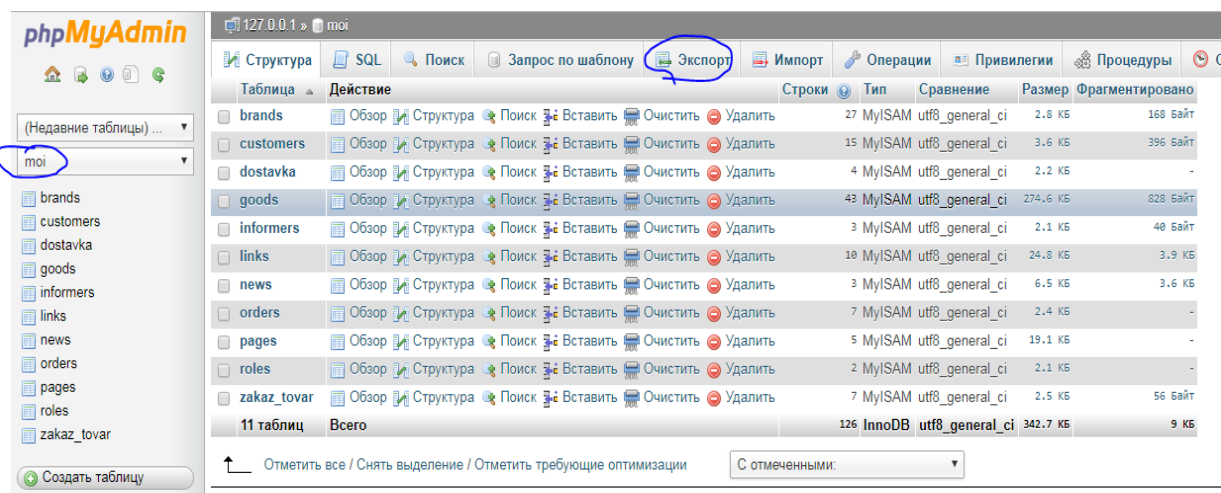 phpMyAdmin
127.0.0.1 » moi
Структура SQL Поиск Запрос по шаблону Экспорт Импорт Операции Привилегии Процедуры С
(Недавние таблицы) ...
moi
brands
customers
dostavka
goods
informers
links
news
orders
pages
roles
zakaz_tovar
Создать таблицу
Таблица Действие Строки Тип Сравнение Размер Фрагментировано
brands Обзор Структура Поиск Вставить Очистить Удалить 27 MyISAM utf8_general_ci 2.8 КБ 168 Байт
customers Обзор Структура Поиск Вставить Очистить Удалить 15 MyISAM utf8_general_ci 3.6 КБ 396 Байт
dostavka Обзор Структура Поиск Вставить Очистить Удалить 4 MyISAM utf8_general_ci 2.2 КБ -
goods Обзор Структура Поиск Вставить Очистить Удалить 43 MyISAM utf8_general_ci 274.6 КБ 828 Байт
informers Обзор Структура Поиск Вставить Очистить Удалить 3 MyISAM utf8_general_ci 2.1 КБ 40 Байт
links Обзор Структура Поиск Вставить Очистить Удалить 10 MyISAM utf8_general_ci 24.8 КБ 3.9 КБ
news Обзор Структура Поиск Вставить Очистить Удалить 3 MyISAM utf8_general_ci 6.5 КБ 3.6 КБ
orders Обзор Структура Поиск Вставить Очистить Удалить 7 MyISAM utf8_general_ci 2.4 КБ -
pages Обзор Структура Поиск Вставить Очистить Удалить 5 MyISAM utf8_general_ci 19.1 КБ -
roles Обзор Структура Поиск Вставить Очистить Удалить 2 MyISAM utf8_general_ci 2.1 КБ -
zakaz_tovar Обзор Структура Поиск Вставить Очистить Удалить 7 MyISAM utf8_general_ci 2.5 КБ 56 Байт
11 таблиц Всего 126 InnoDB utf8_general_ci 342.7 КБ 9 КБ
Отметить все / Снять выделение / Отметить требующие оптимизации С отмеченными: